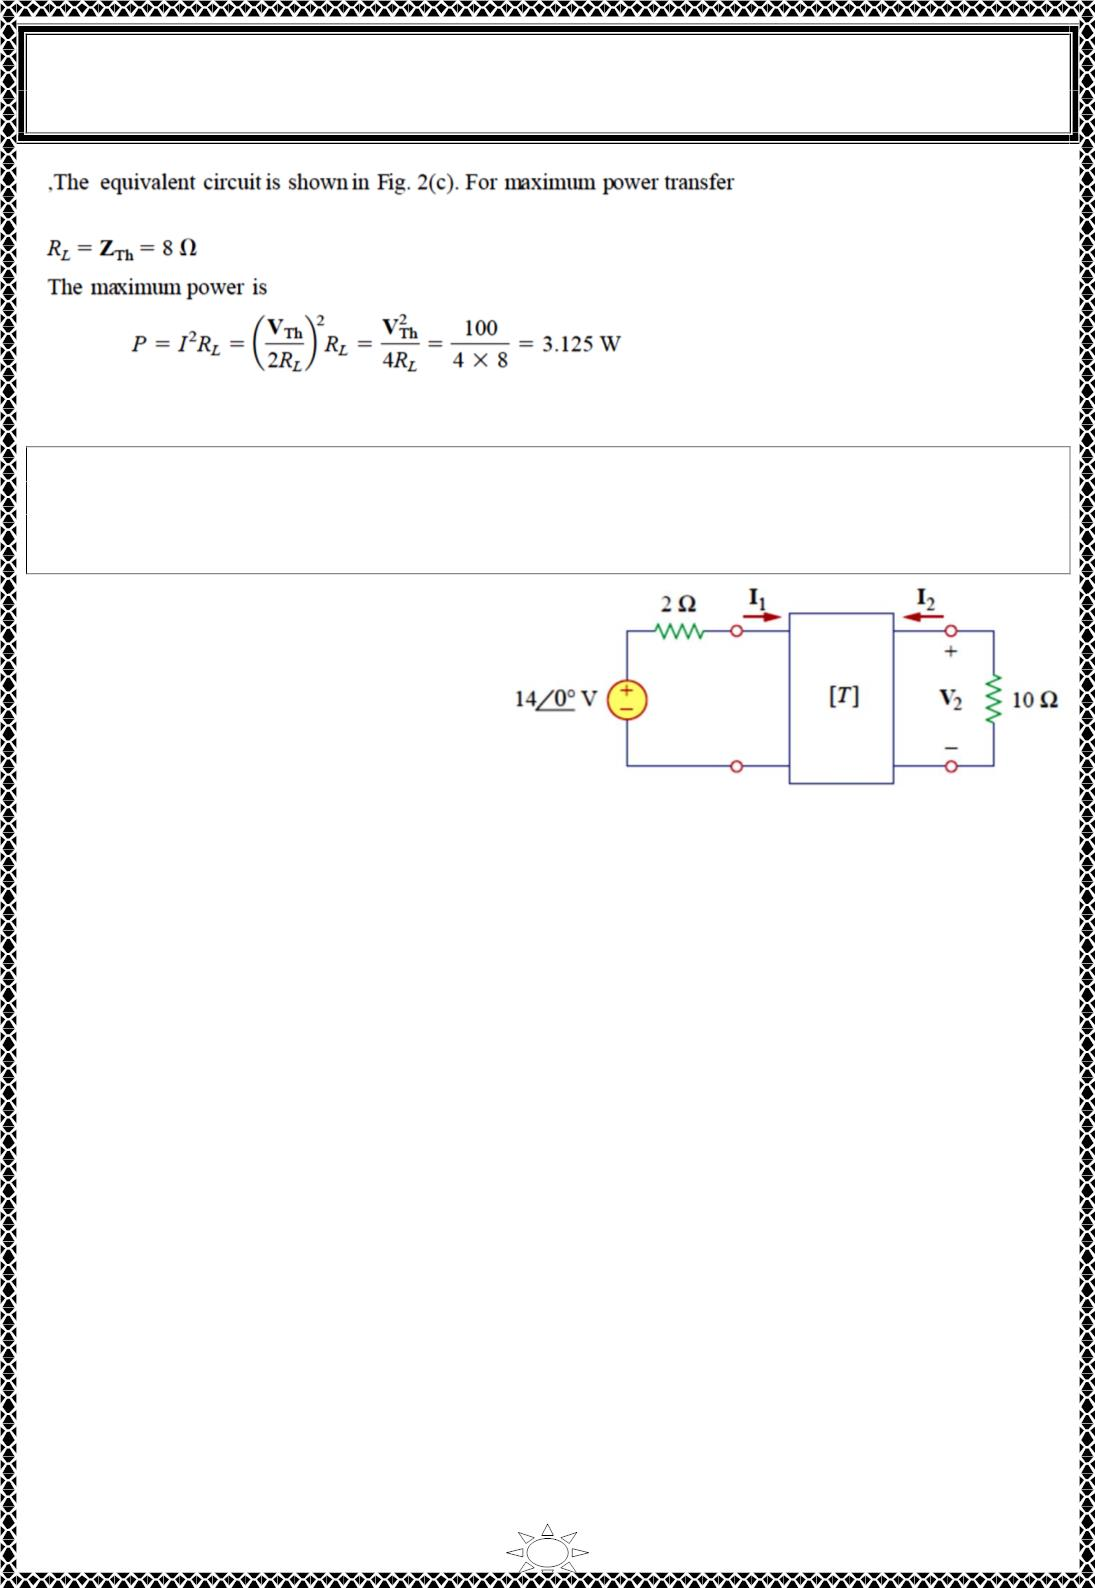 ,The equivalent circuit is shown in Fig. 2(c). For maximum power transfer
R_L = Z_Th = 8 Ω
The maximum power is
P = I²R_L = (V_Th / 2R_L)² R_L = V²_Th / 4R_L = 100 / (4 × 8) = 3.125 W
2 Ω I₁ I₂
+
14∠0° V + − [T] V₂ 10 Ω
−